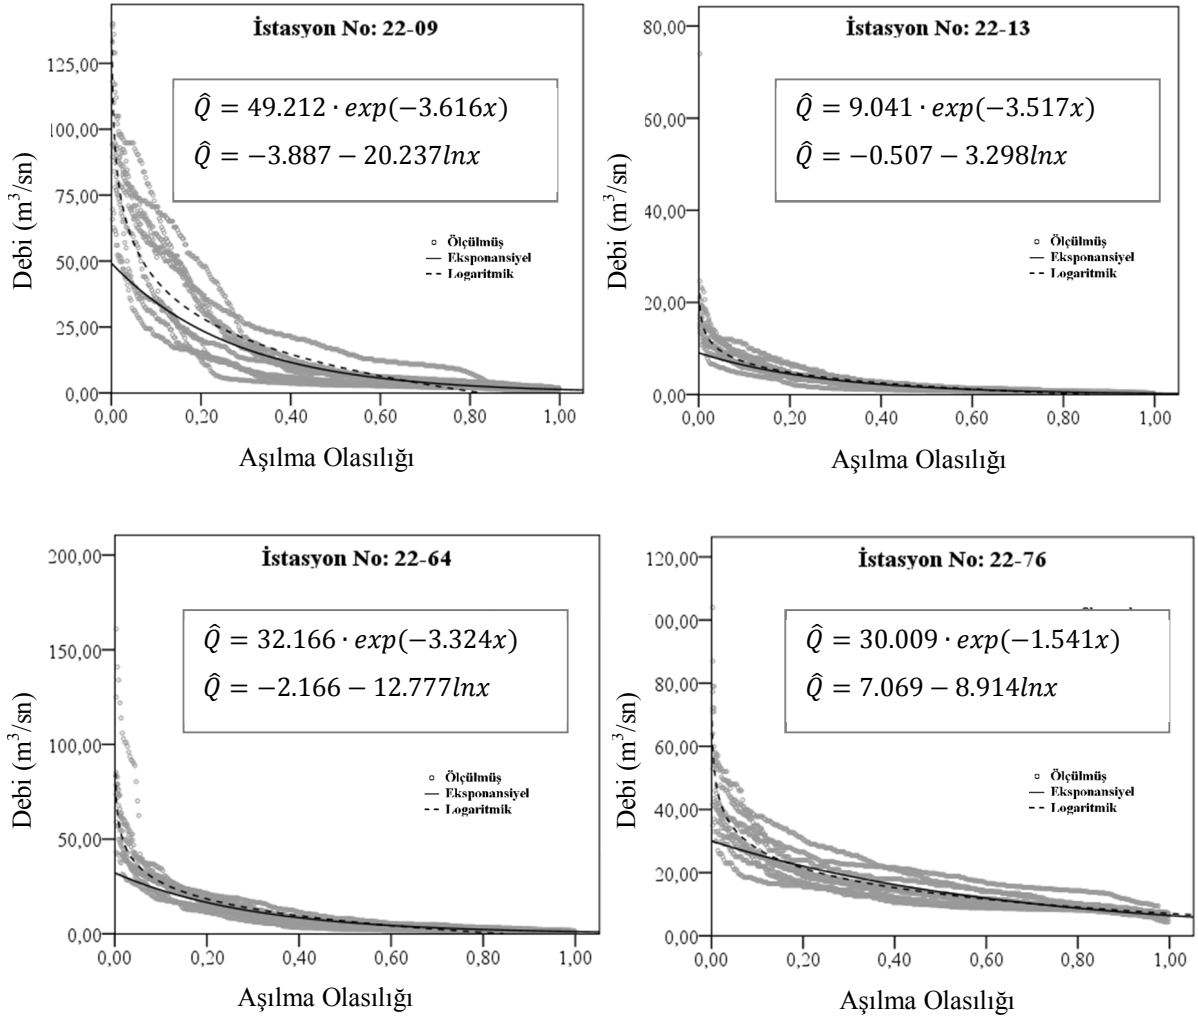 İstasyon No: 22-09
Q̂ = 49.212 · exp(−3.616x)
Q̂ = −3.887 − 20.237lnx
Ölçülmüş
Eksponansiyel
Logaritmik
125,00
100,00
75,00
50,00
25,00
0,00
0,00 0,20 0,40 0,60 0,80 1,00
Debi (m³/sn)
Aşılma Olasılığı
İstasyon No: 22-13
Q̂ = 9.041 · exp(−3.517x)
Q̂ = −0.507 − 3.298lnx
Ölçülmüş
Eksponansiyel
Logaritmik
80,00
60,00
40,00
20,00
0,00
0,00 0,20 0,40 0,60 0,80 1,00
Debi (m³/sn)
Aşılma Olasılığı
İstasyon No: 22-64
Q̂ = 32.166 · exp(−3.324x)
Q̂ = −2.166 − 12.777lnx
Ölçülmüş
Eksponansiyel
Logaritmik
200,00
150,00
100,00
50,00
0,00
0,00 0,20 0,40 0,60 0,80 1,00
Debi (m³/sn)
Aşılma Olasılığı
İstasyon No: 22-76
Q̂ = 30.009 · exp(−1.541x)
Q̂ = 7.069 − 8.914lnx
Ölçülmüş
Eksponansiyel
Logaritmik
120,00
00,00
80,00
60,00
40,00
20,00
0,00
0,00 0,20 0,40 0,60 0,80 1,00
Debi (m³/sn)
Aşılma Olasılığı